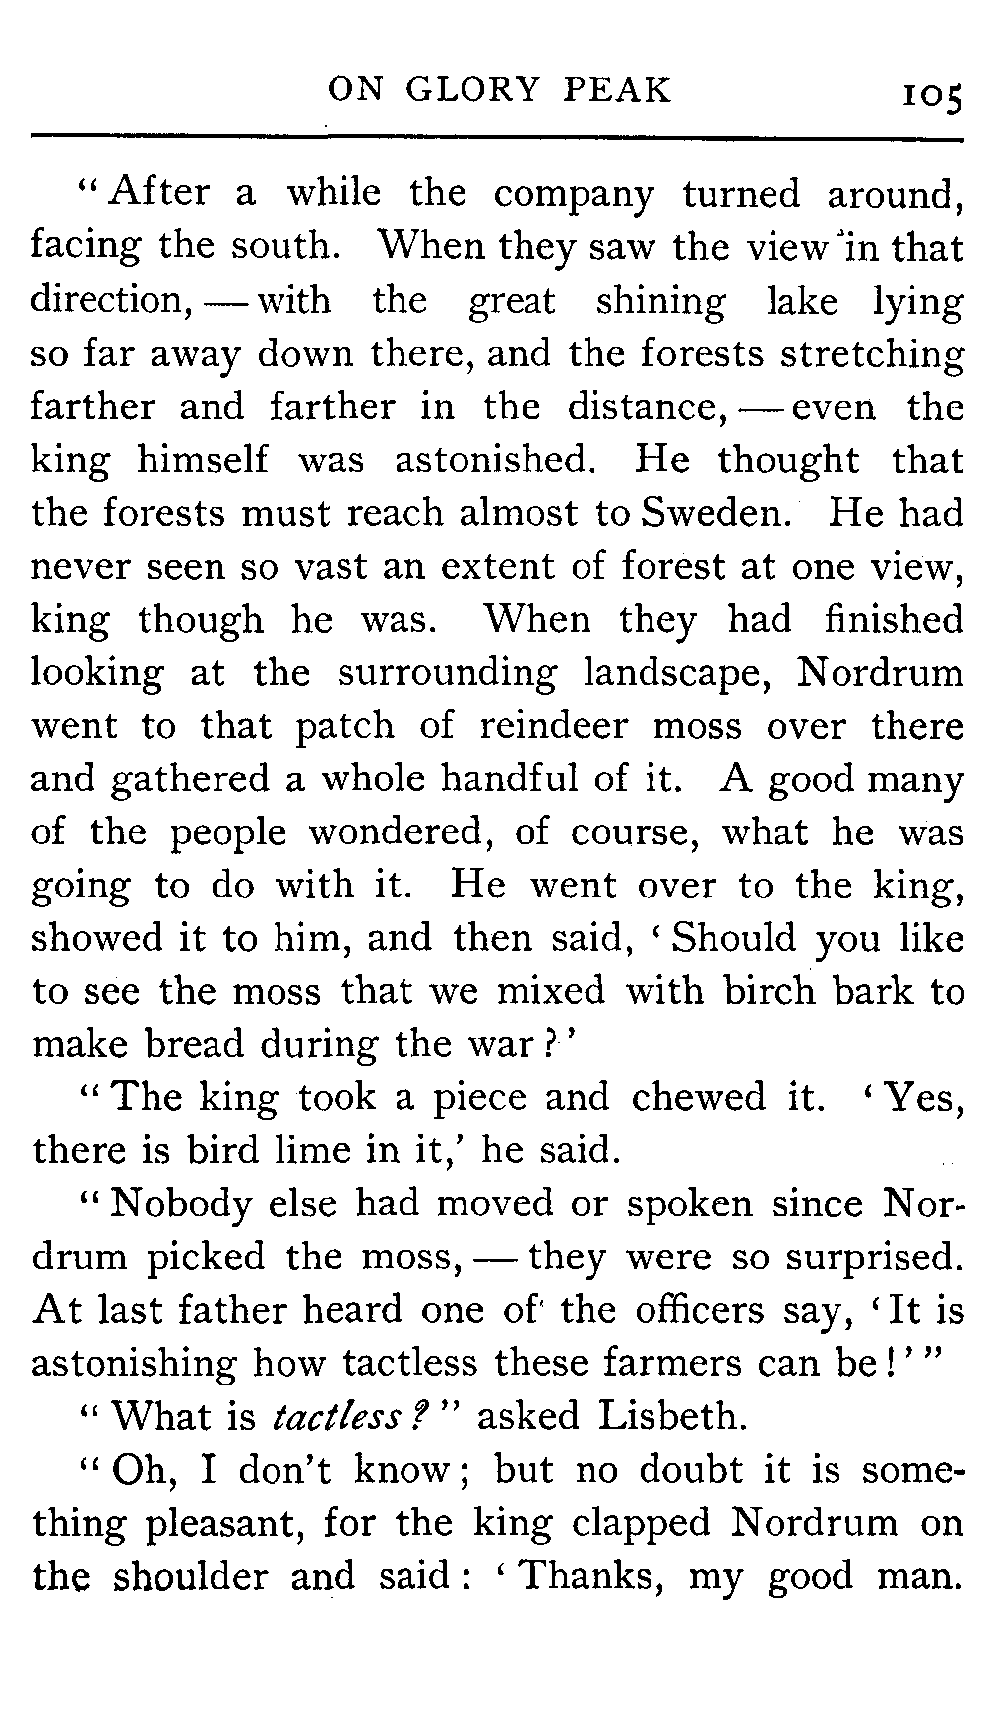 ON GLORY PEAK 105
“After a while the company turned around,
facing the south. When they saw the view in that
direction, — with the great shining lake lying
so far away down there, and the forests stretching
farther and farther in the distance, — even the
king himself was astonished. He thought that
the forests must reach almost to Sweden. He had
never seen so vast an extent of forest at one view,
king though he was. When they had finished
looking at the surrounding landscape, Nordrum
went to that patch of reindeer moss over there
and gathered a whole handful of it. A good many
of the people wondered, of course, what he was
going to do with it. He went over to the king,
showed it to him, and then said, ‘Should you like
to see the moss that we mixed with birch bark to
make bread during the war?’
“The king took a piece and chewed it. ‘Yes,
there is bird lime in it,’ he said.
“Nobody else had moved or spoken since Nor-
drum picked the moss, — they were so surprised.
At last father heard one of the officers say, ‘It is
astonishing how tactless these farmers can be!’”
“What is tactless?” asked Lisbeth.
“Oh, I don’t know; but no doubt it is some-
thing pleasant, for the king clapped Nordrum on
the shoulder and said: ‘Thanks, my good man.